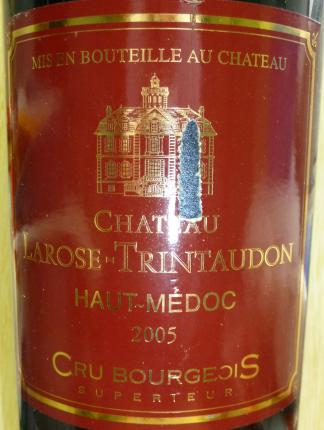 MIS EN BOUTEILLE AU CHATEAU
CHATEAU
LAROSE-TRINTAUDON
HAUT-MÉDOC
2005
CRU BOURGEOIS
SUPERIEUR